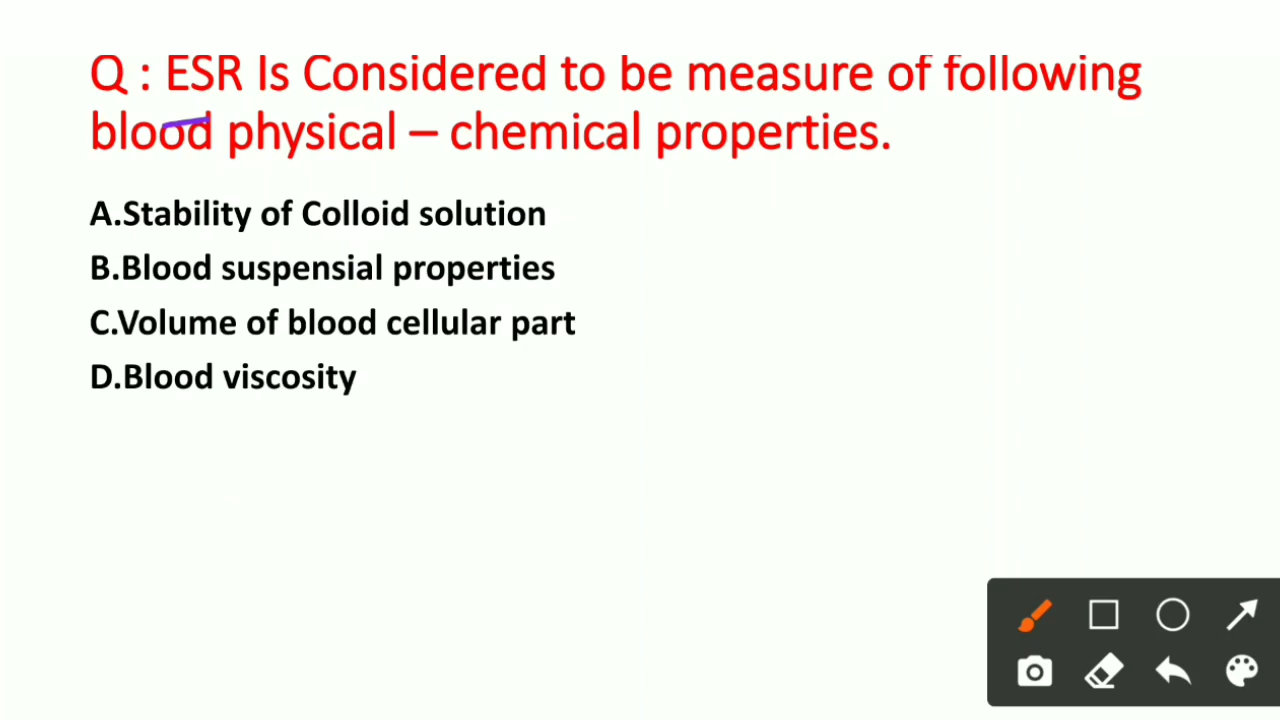 Q : ESR Is Considered to be measure of following
blood physical – chemical properties.
A.Stability of Colloid solution
B.Blood suspensial properties
C.Volume of blood cellular part
D.Blood viscosity